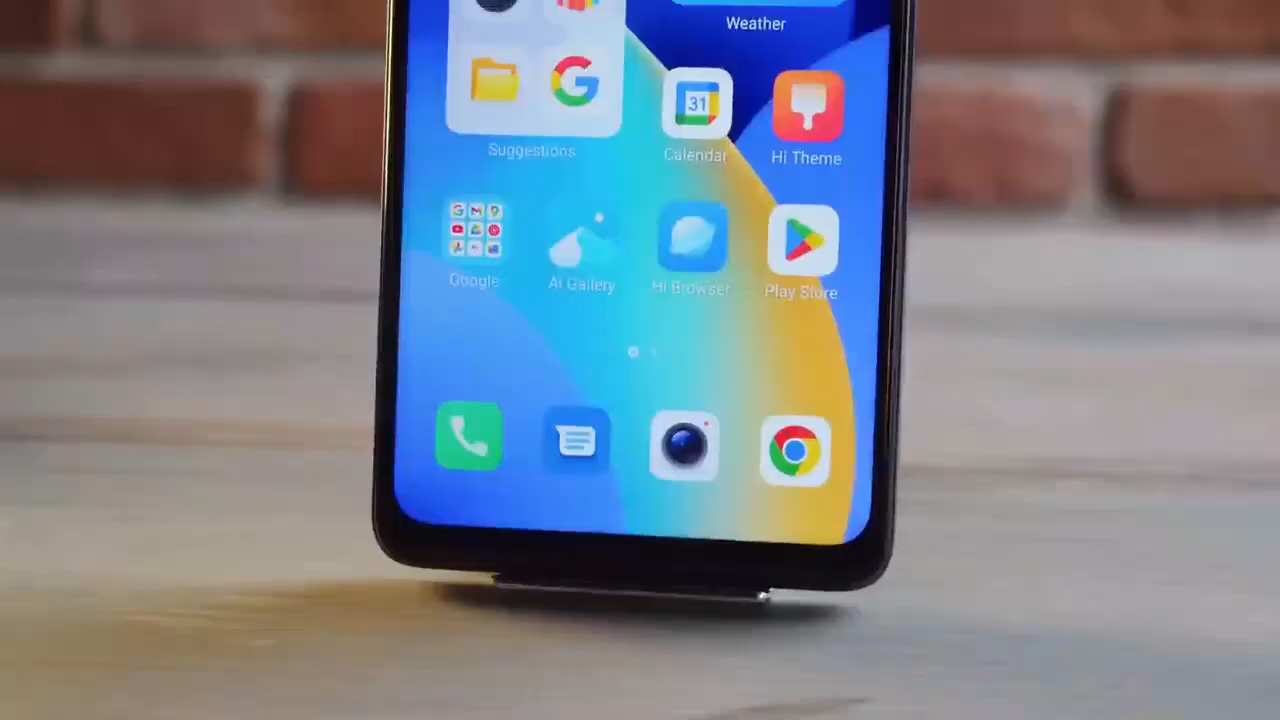 Weather
31
Suggestions
Calendar
Hi Theme
Google
AI Gallery
Hi Browser
Play Store